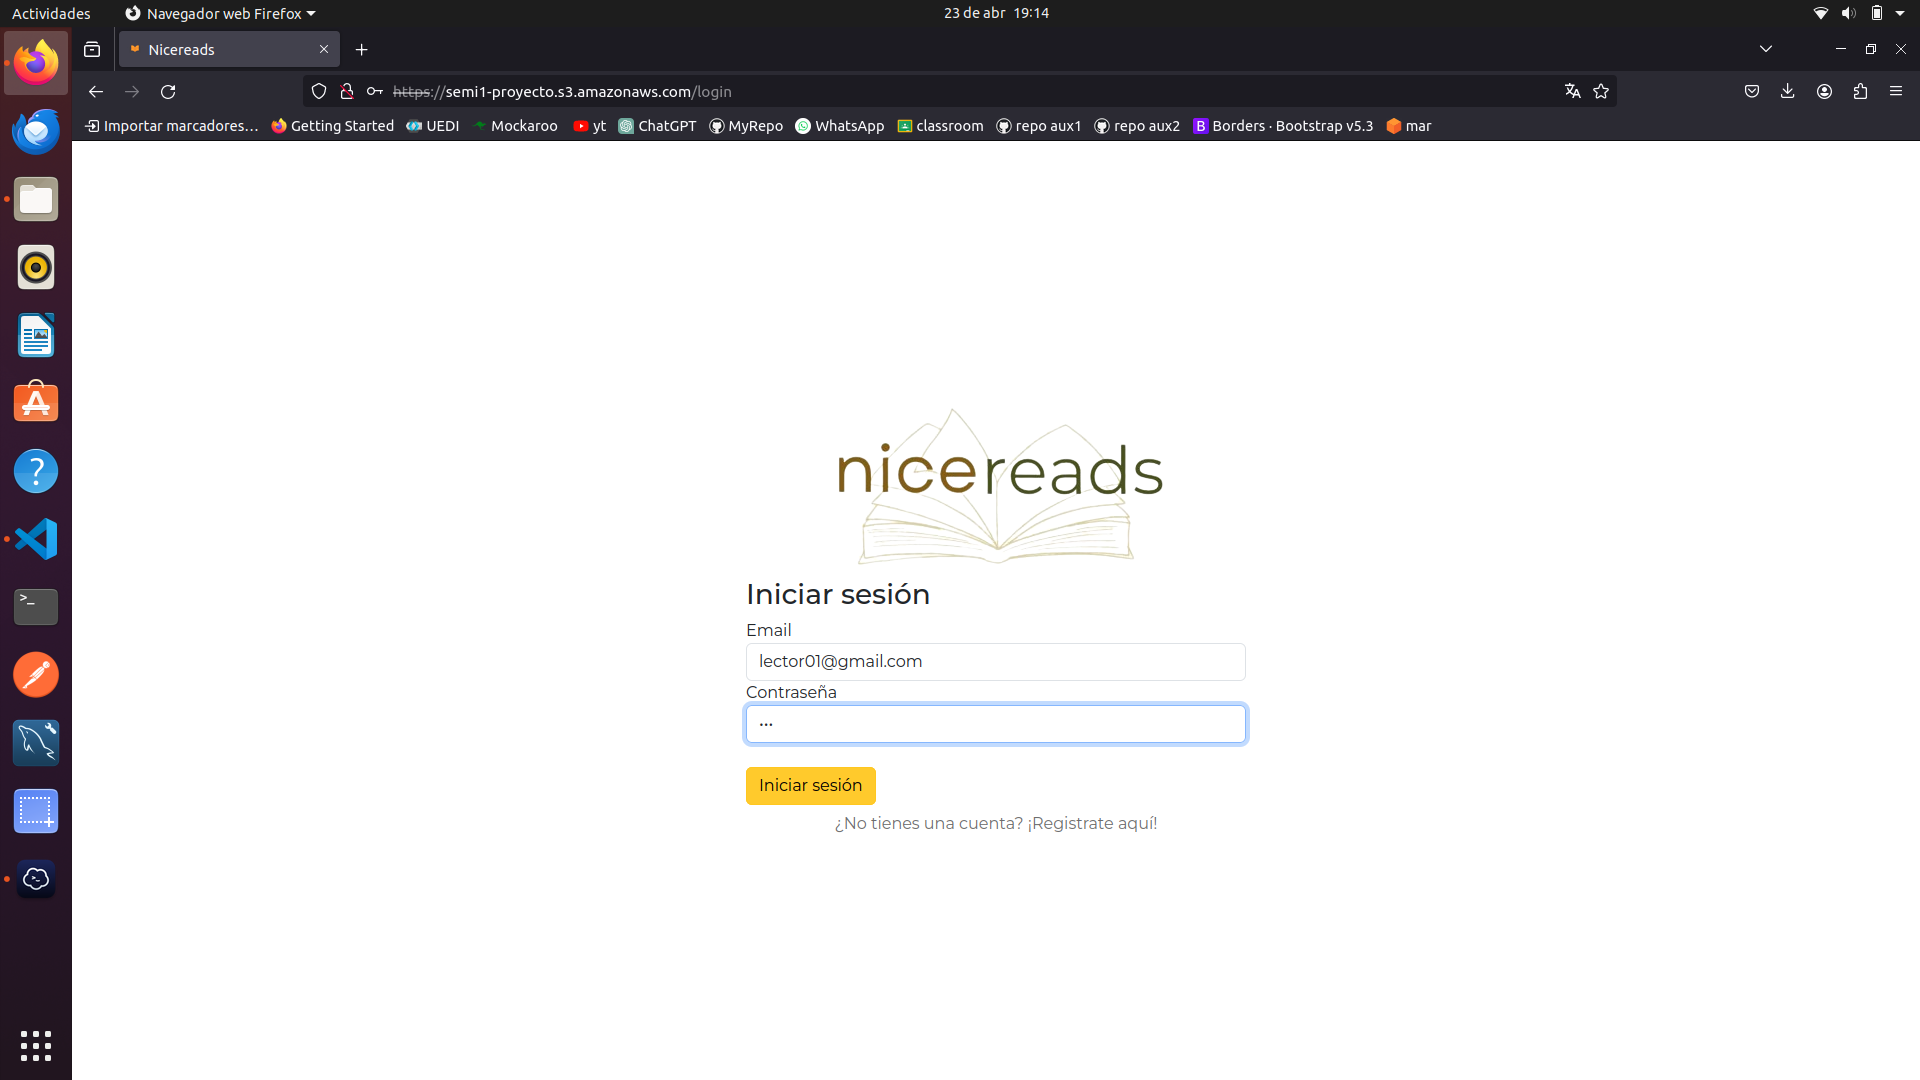 Actividades
Navegador web Firefox
23 de abr 19:14
Nicereads
https://semi1-proyecto.s3.amazonaws.com/login
Importar marcadores...
Getting Started
UEDI
Mockaroo
yt
ChatGPT
MyRepo
WhatsApp
classroom
repo aux1
repo aux2
B Borders · Bootstrap v5.3
mar
nicereads
Iniciar sesión
Email
lector01@gmail.com
Contraseña
Iniciar sesión
¿No tienes una cuenta? ¡Registrate aquí!